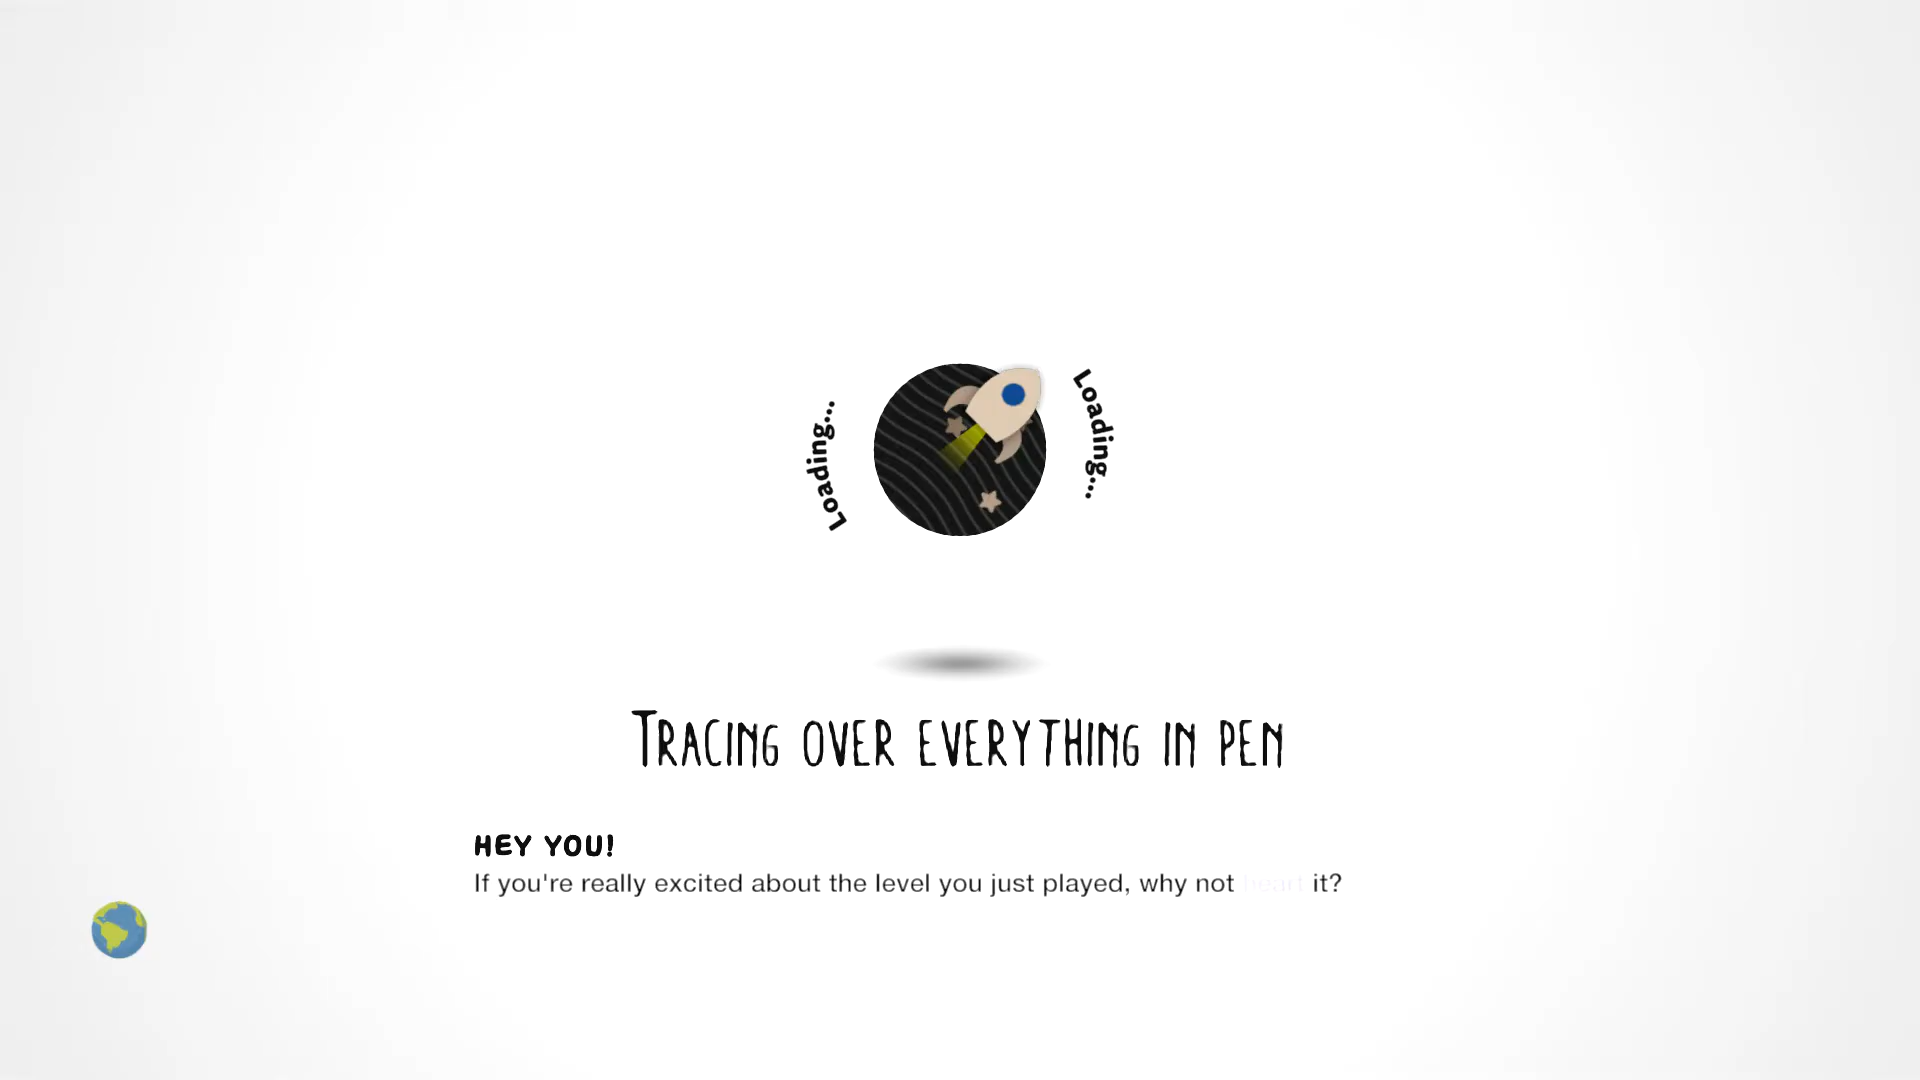 Loading...
Loading...
TRACING OVER EVERYTHING IN PEN
HEY YOU!
If you're really excited about the level you just played, why not heart it?